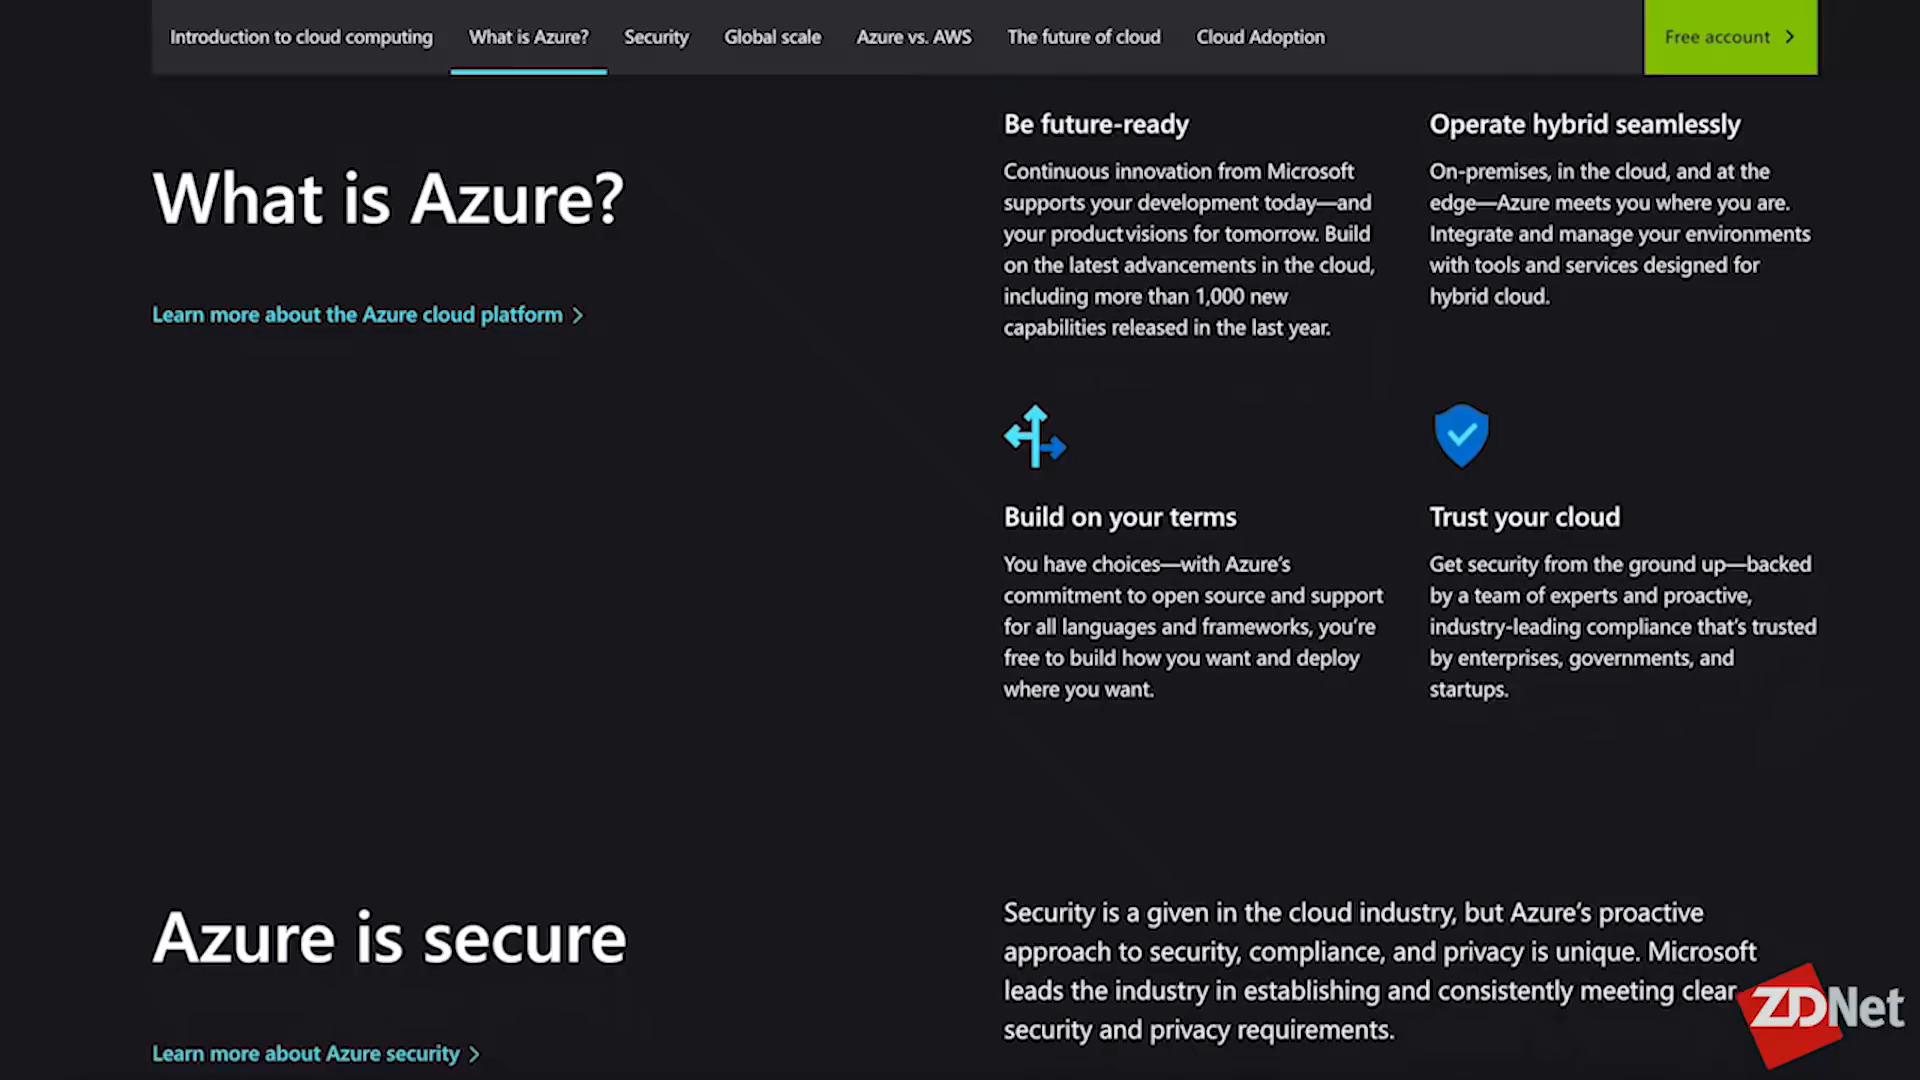 Introduction to cloud computing
What is Azure?
Security
Global scale
Azure vs. AWS
The future of cloud
Cloud Adoption
Free account
What is Azure?
Learn more about the Azure cloud platform
Be future-ready
Continuous innovation from Microsoft
supports your development today—and
your product visions for tomorrow. Build
on the latest advancements in the cloud,
including more than 1,000 new
capabilities released in the last year.
Operate hybrid seamlessly
On-premises, in the cloud, and at the
edge—Azure meets you where you are.
Integrate and manage your environments
with tools and services designed for
hybrid cloud.
Build on your terms
You have choices—with Azure's
commitment to open source and support
for all languages and frameworks, you're
free to build how you want and deploy
where you want.
Trust your cloud
Get security from the ground up—backed
by a team of experts and proactive,
industry-leading compliance that's trusted
by enterprises, governments, and
startups.
Azure is secure
Learn more about Azure security
Security is a given in the cloud industry, but Azure's proactive
approach to security, compliance, and privacy is unique. Microsoft
leads the industry in establishing and consistently meeting clear
security and privacy requirements.
ZDNet